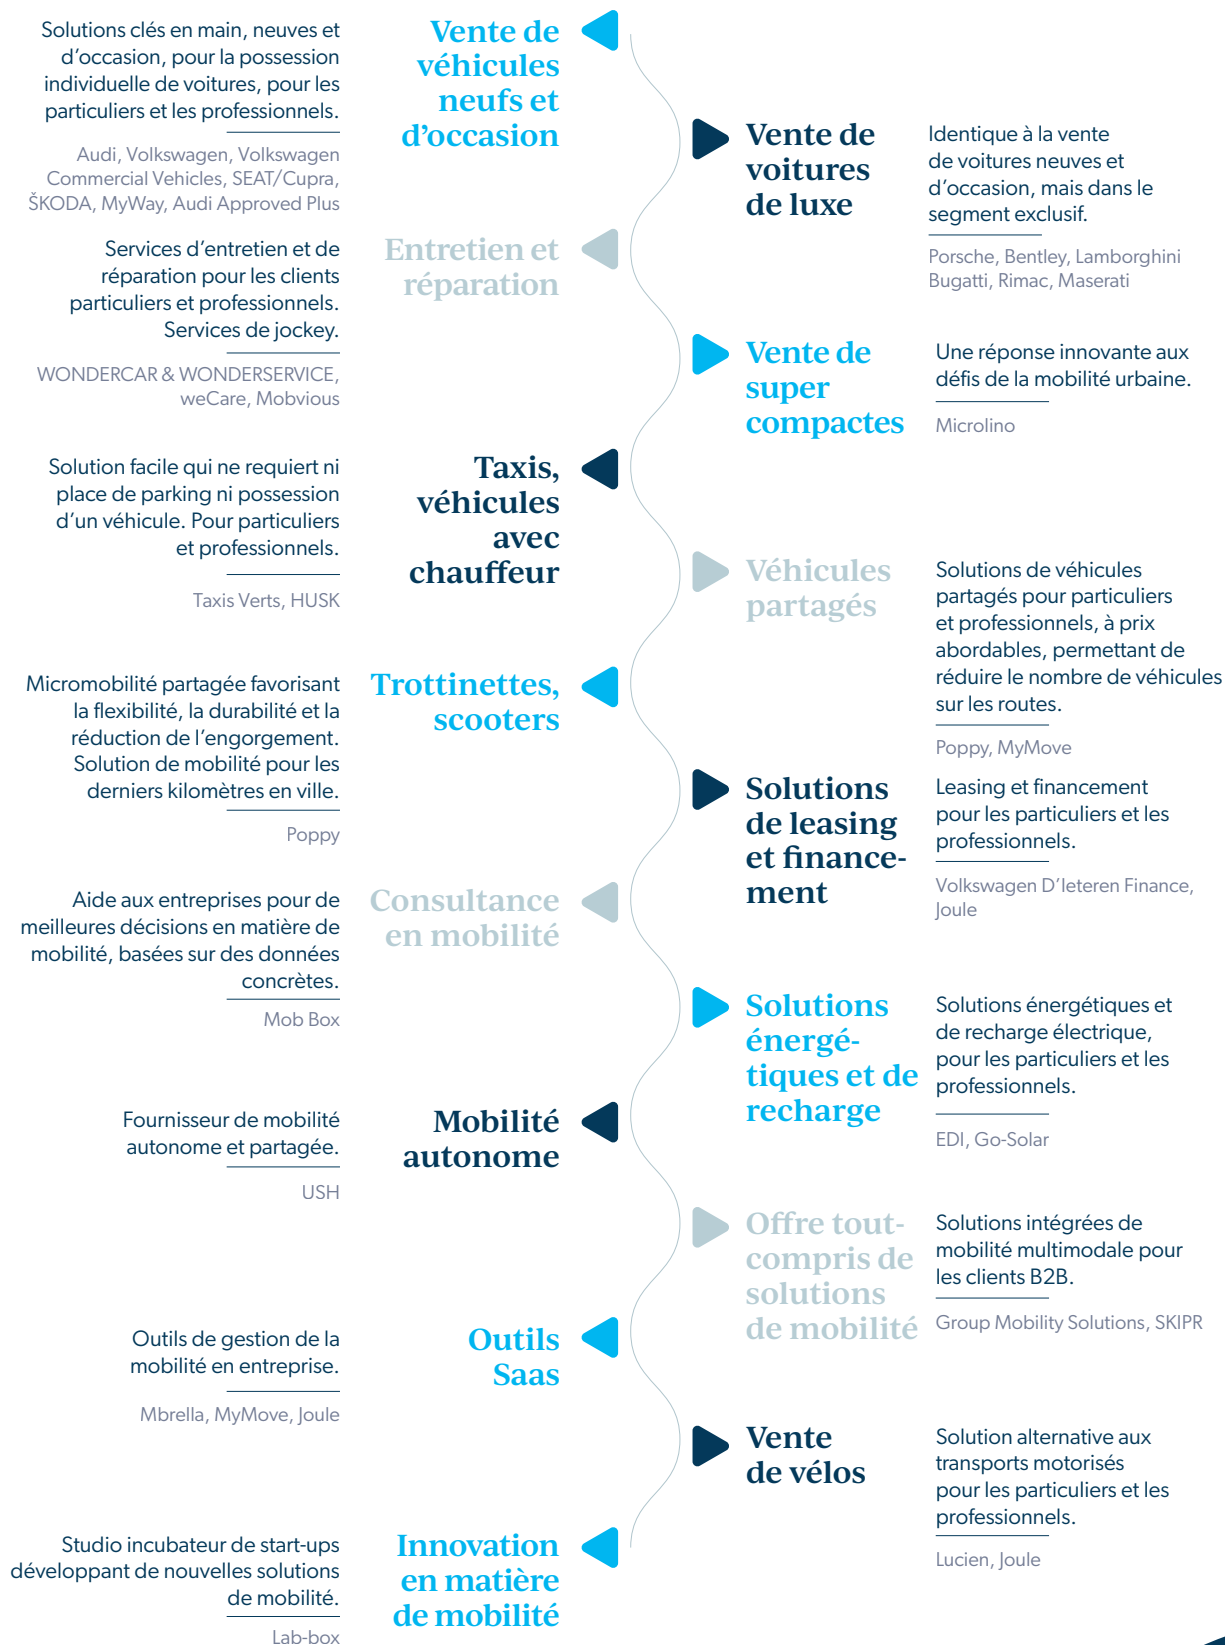 Vente de
véhicules
neufs et
d’occasion
Solutions clés en main, neuves et
d’occasion, pour la possession
individuelle de voitures, pour les
particuliers et les professionnels.
Audi, Volkswagen, Volkswagen
Commercial Vehicles, SEAT/Cupra,
ŠKODA, MyWay, Audi Approved Plus
Vente de
voitures
de luxe
Identique à la vente
de voitures neuves et
d’occasion, mais dans le
segment exclusif.
Porsche, Bentley, Lamborghini
Bugatti, Rimac, Maserati
Entretien et
réparation
Services d’entretien et de
réparation pour les clients
particuliers et professionnels.
Services de jockey.
WONDERCAR & WONDERSERVICE,
weCare, Mobvious
Vente de
super
compactes
Une réponse innovante aux
défis de la mobilité urbaine.
Microlino
Taxis,
véhicules
avec
chauffeur
Solution facile qui ne requiert ni
place de parking ni possession
d’un véhicule. Pour particuliers
et professionnels.
Taxis Verts, HUSK
Véhicules
partagés
Solutions de véhicules
partagés pour particuliers
et professionnels, à prix
abordables, permettant de
réduire le nombre de véhicules
sur les routes.
Poppy, MyMove
Trottinettes,
scooters
Micromobilité partagée favorisant
la flexibilité, la durabilité et la
réduction de l’engorgement.
Solution de mobilité pour les
derniers kilomètres en ville.
Poppy
Solutions
de leasing
et finance-
ment
Leasing et financement
pour les particuliers et les
professionnels.
Volkswagen D’Ieteren Finance,
Joule
Consultance
en mobilité
Aide aux entreprises pour de
meilleures décisions en matière de
mobilité, basées sur des données
concrètes.
Mob Box
Solutions
énergé-
tiques et de
recharge
Solutions énergétiques et
de recharge électrique,
pour les particuliers et les
professionnels.
EDI, Go-Solar
Mobilité
autonome
Fournisseur de mobilité
autonome et partagée.
USH
Offre tout-
compris de
solutions
de mobilité
Solutions intégrées de
mobilité multimodale pour
les clients B2B.
Group Mobility Solutions, SKIPR
Outils
Saas
Outils de gestion de la
mobilité en entreprise.
Mbrella, MyMove, Joule
Vente
de vélos
Solution alternative aux
transports motorisés
pour les particuliers et les
professionnels.
Lucien, Joule
Innovation
en matière
de mobilité
Studio incubateur de start-ups
développant de nouvelles solutions
de mobilité.
Lab-box